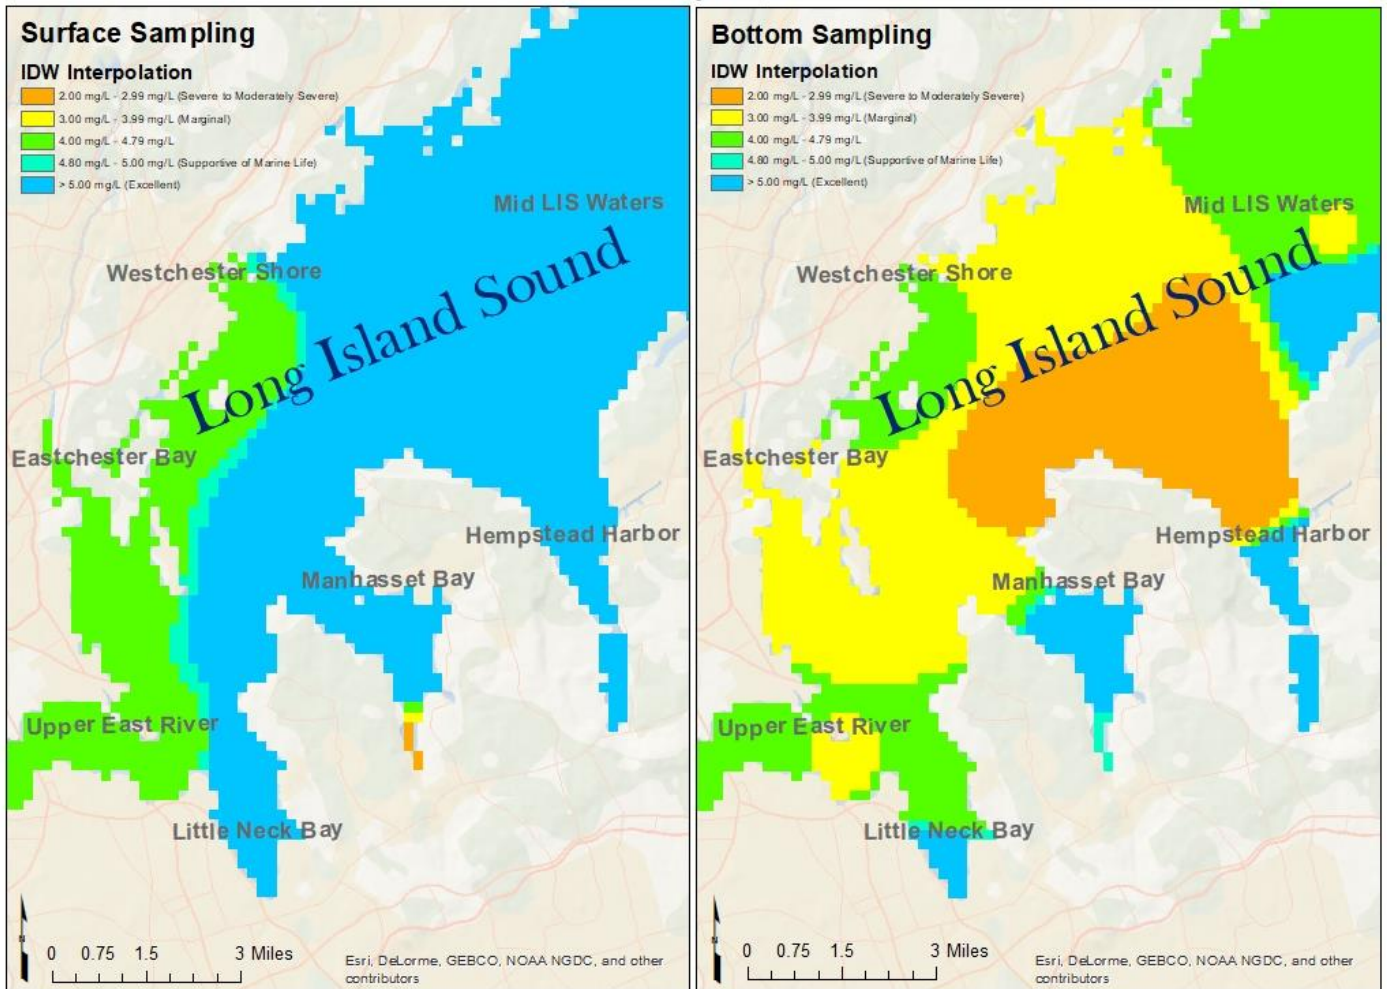 Surface Sampling
IDW Interpolation
2.00 mg/L - 2.99 mg/L (Severe to Moderately Severe)
3.00 mg/L - 3.99 mg/L (Marginal)
4.00 mg/L - 4.79 mg/L
4.80 mg/L - 5.00 mg/L (Supportive of Marine Life)
> 5.00 mg/L (Excellent)
Mid LIS Waters
Westchester Shore
Long Island Sound
Eastchester Bay
Hempstead Harbor
Manhasset Bay
Upper East River
Little Neck Bay
N
0 0.75 1.5 3 Miles
Esri, DeLorme, GEBCO, NOAA NGDC, and other
contributors
Bottom Sampling
IDW Interpolation
2.00 mg/L - 2.99 mg/L (Severe to Moderately Severe)
3.00 mg/L - 3.99 mg/L (Marginal)
4.00 mg/L - 4.79 mg/L
4.80 mg/L - 5.00 mg/L (Supportive of Marine Life)
> 5.00 mg/L (Excellent)
Mid LIS Waters
Westchester Shore
Long Island Sound
Eastchester Bay
Hempstead Harbor
Manhasset Bay
Upper East River
Little Neck Bay
N
0 0.75 1.5 3 Miles
Esri, DeLorme, GEBCO, NOAA NGDC, and other
contributors